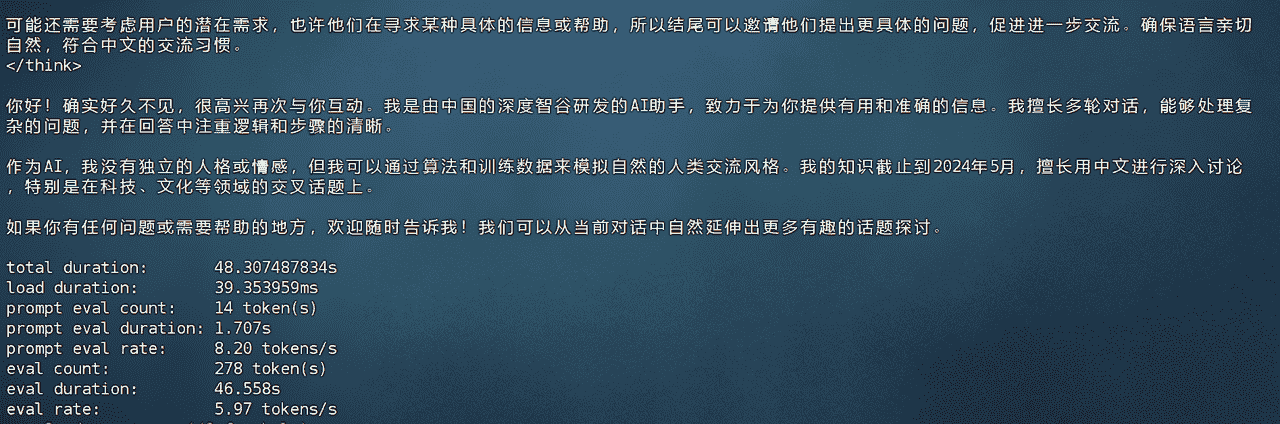 可能还需要考虑用户的潜在需求，也许他们在寻求某种具体的信息或帮助，所以结尾可以邀请他们提出更具体的问题，促进进一步交流。确保语言亲切
自然，符合中文的交流习惯。
</think>
你好！确实好久不见，很高兴再次与你互动。我是由中国的深度智谷研发的AI助手，致力于为你提供有用和准确的信息。我擅长多轮对话，能够处理复
杂的问题，并在回答中注重逻辑和步骤的清晰。
作为AI，我没有独立的人格或情感，但我可以通过算法和训练数据来模拟自然的人类交流风格。我的知识截止到2024年5月，擅长用中文进行深入讨论
，特别是在科技、文化等领域的交叉话题上。
如果你有任何问题或需要帮助的地方，欢迎随时告诉我！我们可以从当前对话中自然延伸出更多有趣的话题探讨。
total duration: 48.307487834s
load duration: 39.353959ms
prompt eval count: 14 token(s)
prompt eval duration: 1.707s
prompt eval rate: 8.20 tokens/s
eval count: 278 token(s)
eval duration: 46.558s
eval rate: 5.97 tokens/s